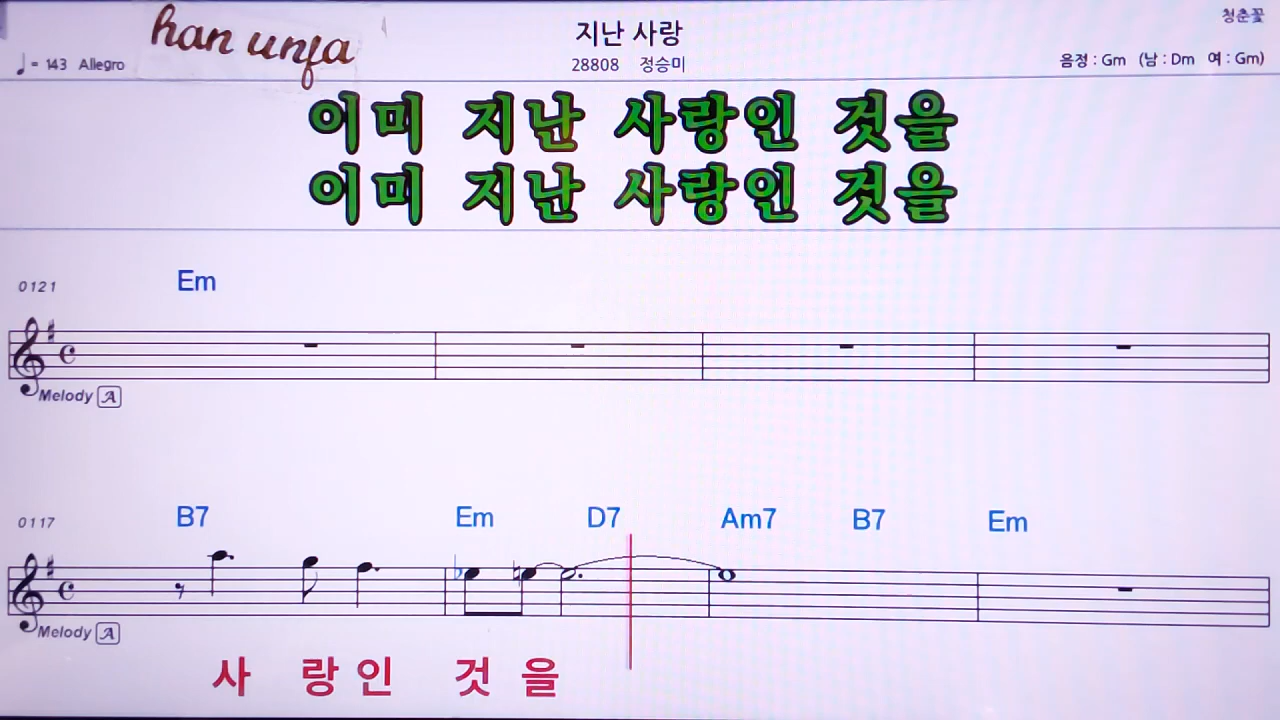 han unja
지난 사랑
청춘꽃
♩= 143 Allegro
28808 정승미
음정 : Gm (남 : Dm 여 : Gm)
이미 지난 사랑인 것을
이미 지난 사랑인 것을
0121 Em
Melody A
0117 B7 Em D7 Am7 B7 Em
Melody A
사 랑 인 것 을